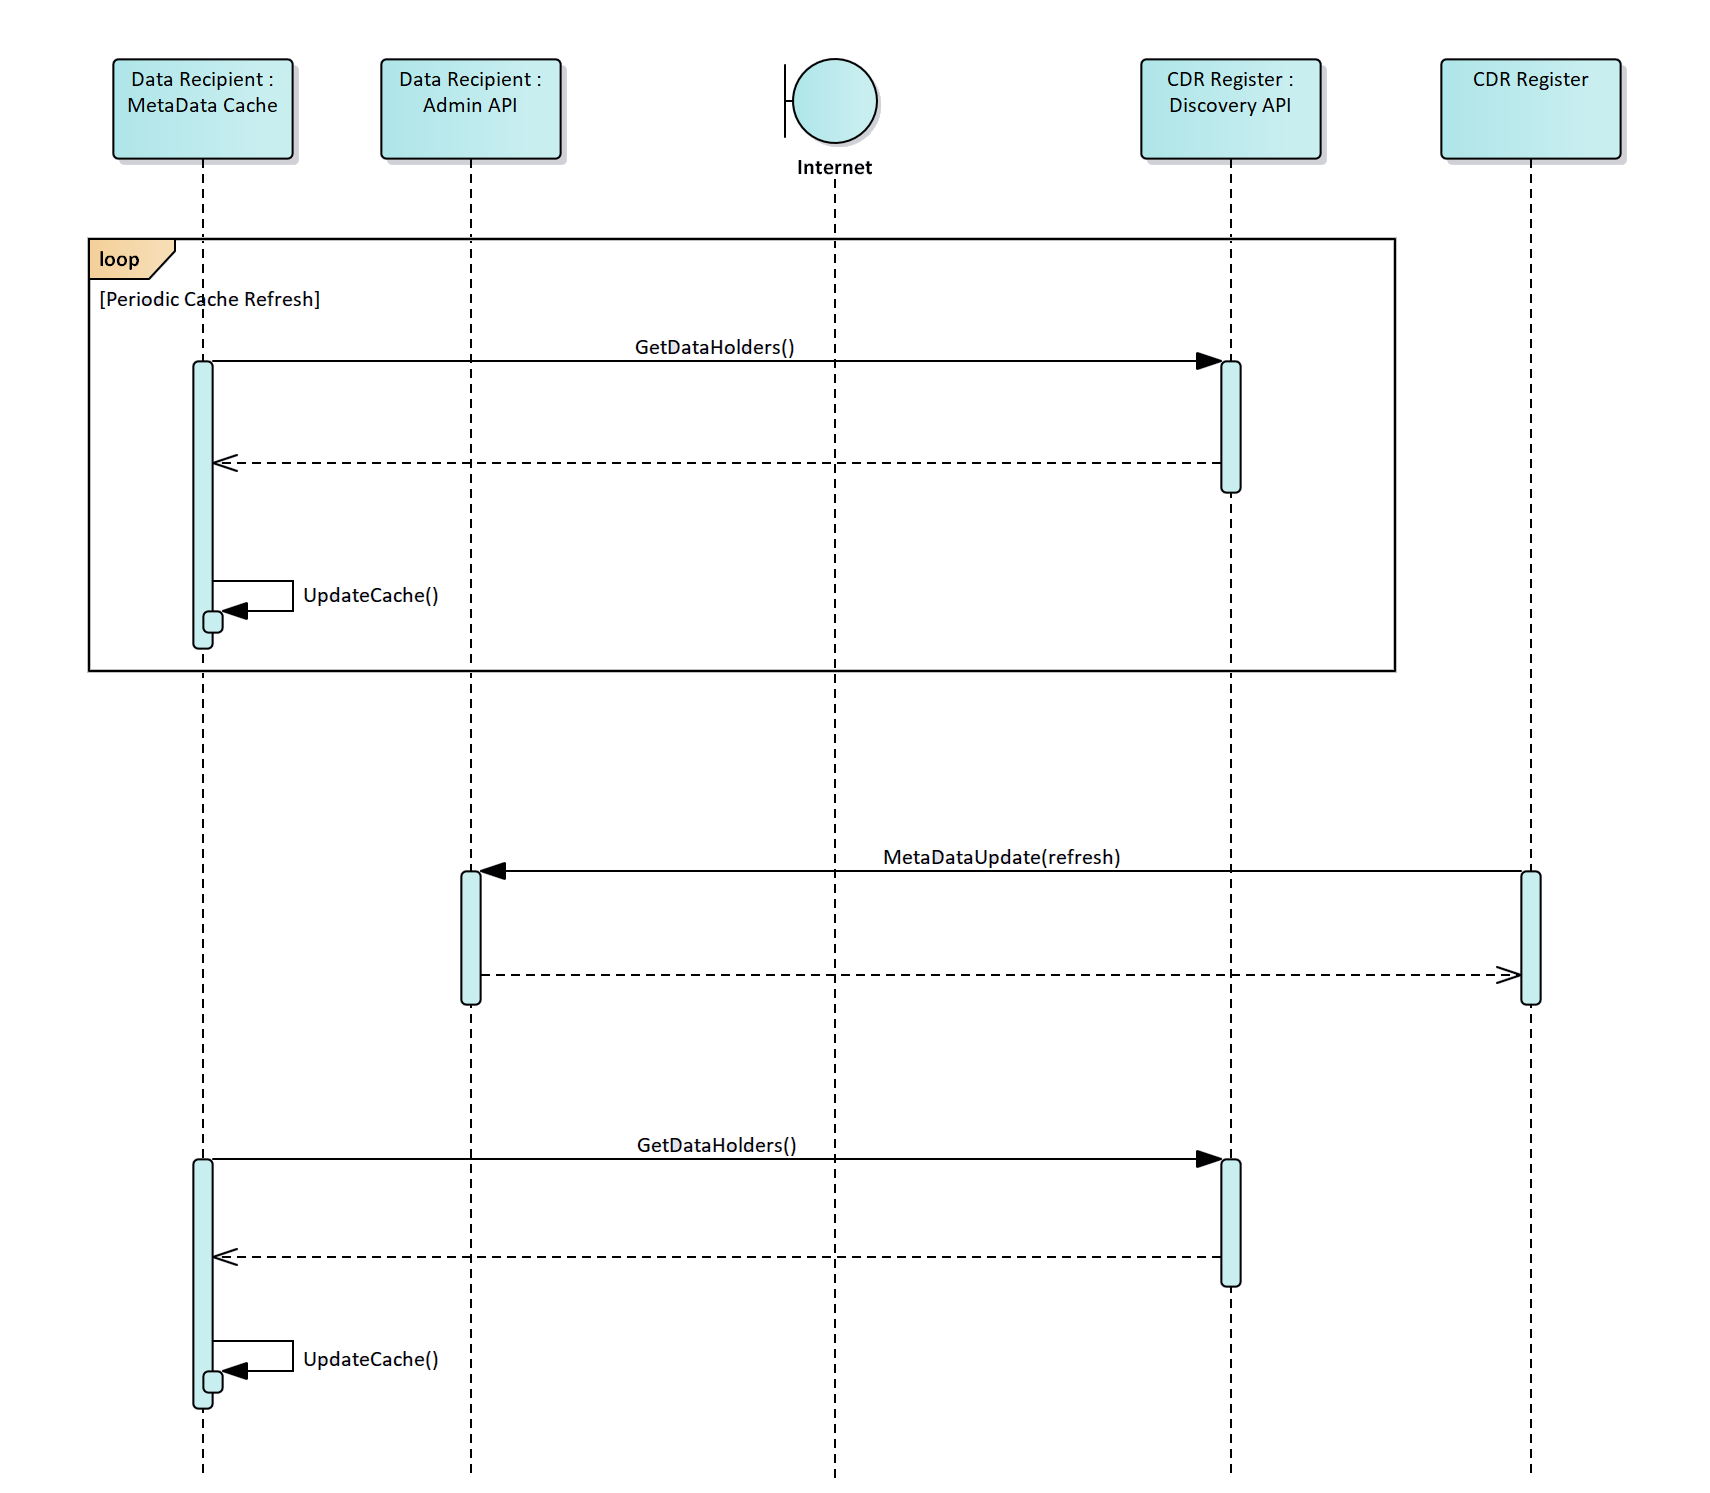 Data Recipient :
MetaData Cache
Data Recipient :
Admin API
Internet
CDR Register :
Discovery API
CDR Register
loop
[Periodic Cache Refresh]
GetDataHolders()
UpdateCache()
MetaDataUpdate(refresh)
GetDataHolders()
UpdateCache()